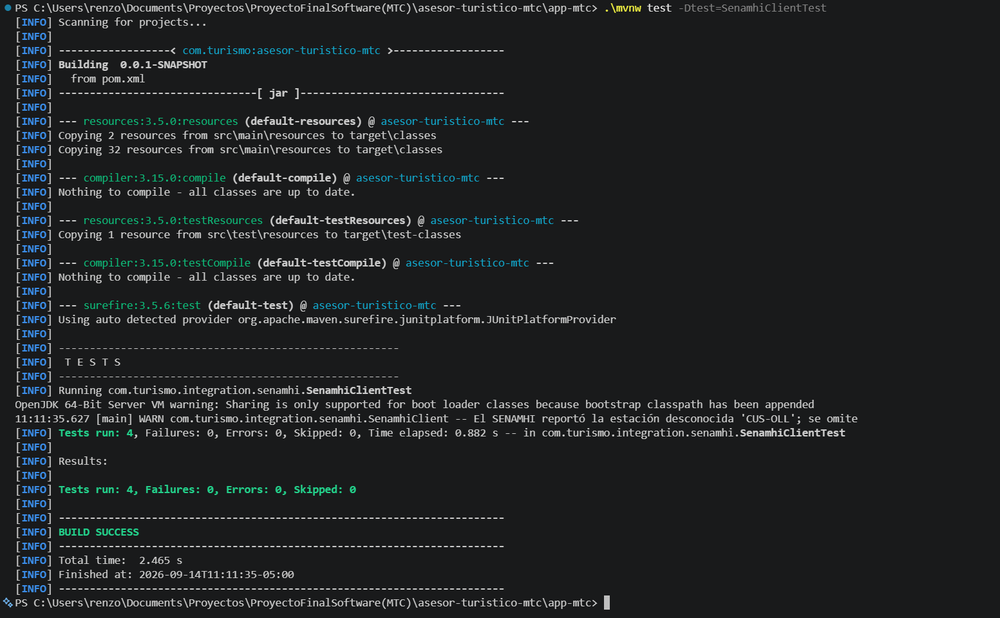 PS C:\Users\renzo\Documents\Proyectos\ProyectoFinalSoftware(MTC)\asesor-turistico-mtc\app-mtc> .\mvnw test -Dtest=SenamhiClientTest
[INFO] Scanning for projects...
[INFO]
[INFO] ------------------< com.turismo:asesor-turistico-mtc >------------------
[INFO] Building  0.0.1-SNAPSHOT
[INFO]   from pom.xml
[INFO] --------------------------------[ jar ]---------------------------------
[INFO]
[INFO] --- resources:3.5.0:resources (default-resources) @ asesor-turistico-mtc ---
[INFO] Copying 2 resources from src\main\resources to target\classes
[INFO] Copying 32 resources from src\main\resources to target\classes
[INFO]
[INFO] --- compiler:3.15.0:compile (default-compile) @ asesor-turistico-mtc ---
[INFO] Nothing to compile - all classes are up to date.
[INFO]
[INFO] --- resources:3.5.0:testResources (default-testResources) @ asesor-turistico-mtc ---
[INFO] Copying 1 resource from src\test\resources to target\test-classes
[INFO]
[INFO] --- compiler:3.15.0:testCompile (default-testCompile) @ asesor-turistico-mtc ---
[INFO] Nothing to compile - all classes are up to date.
[INFO]
[INFO] --- surefire:3.5.6:test (default-test) @ asesor-turistico-mtc ---
[INFO] Using auto detected provider org.apache.maven.surefire.junitplatform.JUnitPlatformProvider
[INFO]
[INFO] -------------------------------------------------------
[INFO]  T E S T S
[INFO] -------------------------------------------------------
[INFO] Running com.turismo.integration.senamhi.SenamhiClientTest
OpenJDK 64-Bit Server VM warning: Sharing is only supported for boot loader classes because bootstrap classpath has been appended
11:11:35.627 [main] WARN com.turismo.integration.senamhi.SenamhiClient -- El SENAMHI reportó la estación desconocida 'CUS-OLL'; se omite
[INFO] Tests run: 4, Failures: 0, Errors: 0, Skipped: 0, Time elapsed: 0.882 s -- in com.turismo.integration.senamhi.SenamhiClientTest
[INFO]
[INFO] Results:
[INFO]
[INFO] Tests run: 4, Failures: 0, Errors: 0, Skipped: 0
[INFO]
[INFO] ------------------------------------------------------------------------
[INFO] BUILD SUCCESS
[INFO] ------------------------------------------------------------------------
[INFO] Total time:  2.465 s
[INFO] Finished at: 2026-09-14T11:11:35-05:00
[INFO] ------------------------------------------------------------------------
PS C:\Users\renzo\Documents\Proyectos\ProyectoFinalSoftware(MTC)\asesor-turistico-mtc\app-mtc>